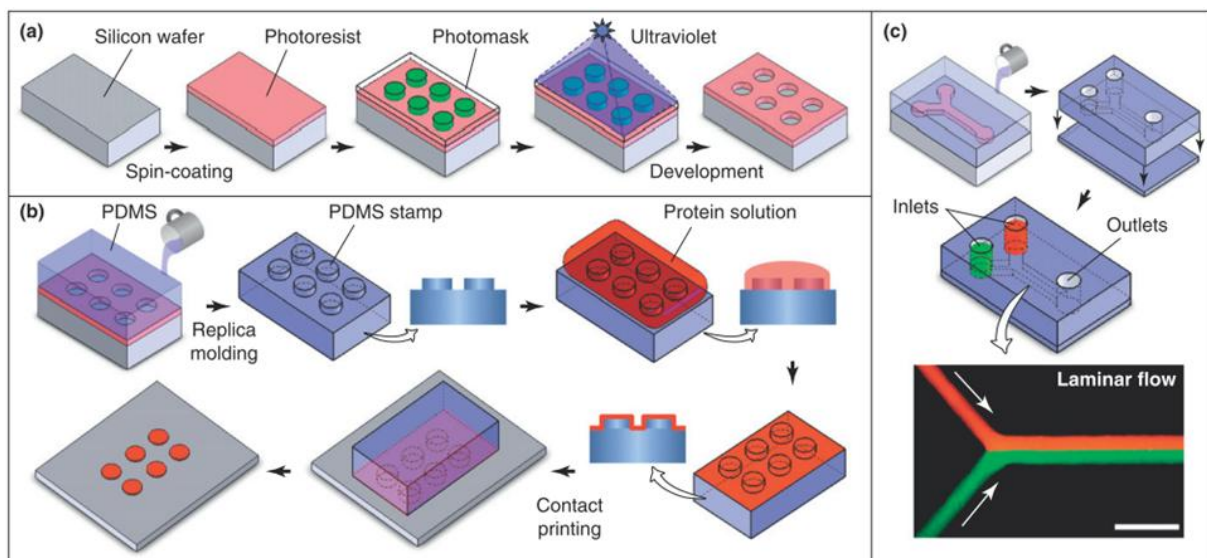 (a)
Silicon wafer
Photoresist
Photomask
Ultraviolet
Spin-coating
Development
(b)
PDMS
PDMS stamp
Protein solution
Replica
molding
Contact
printing
(c)
Inlets
Outlets
Laminar flow